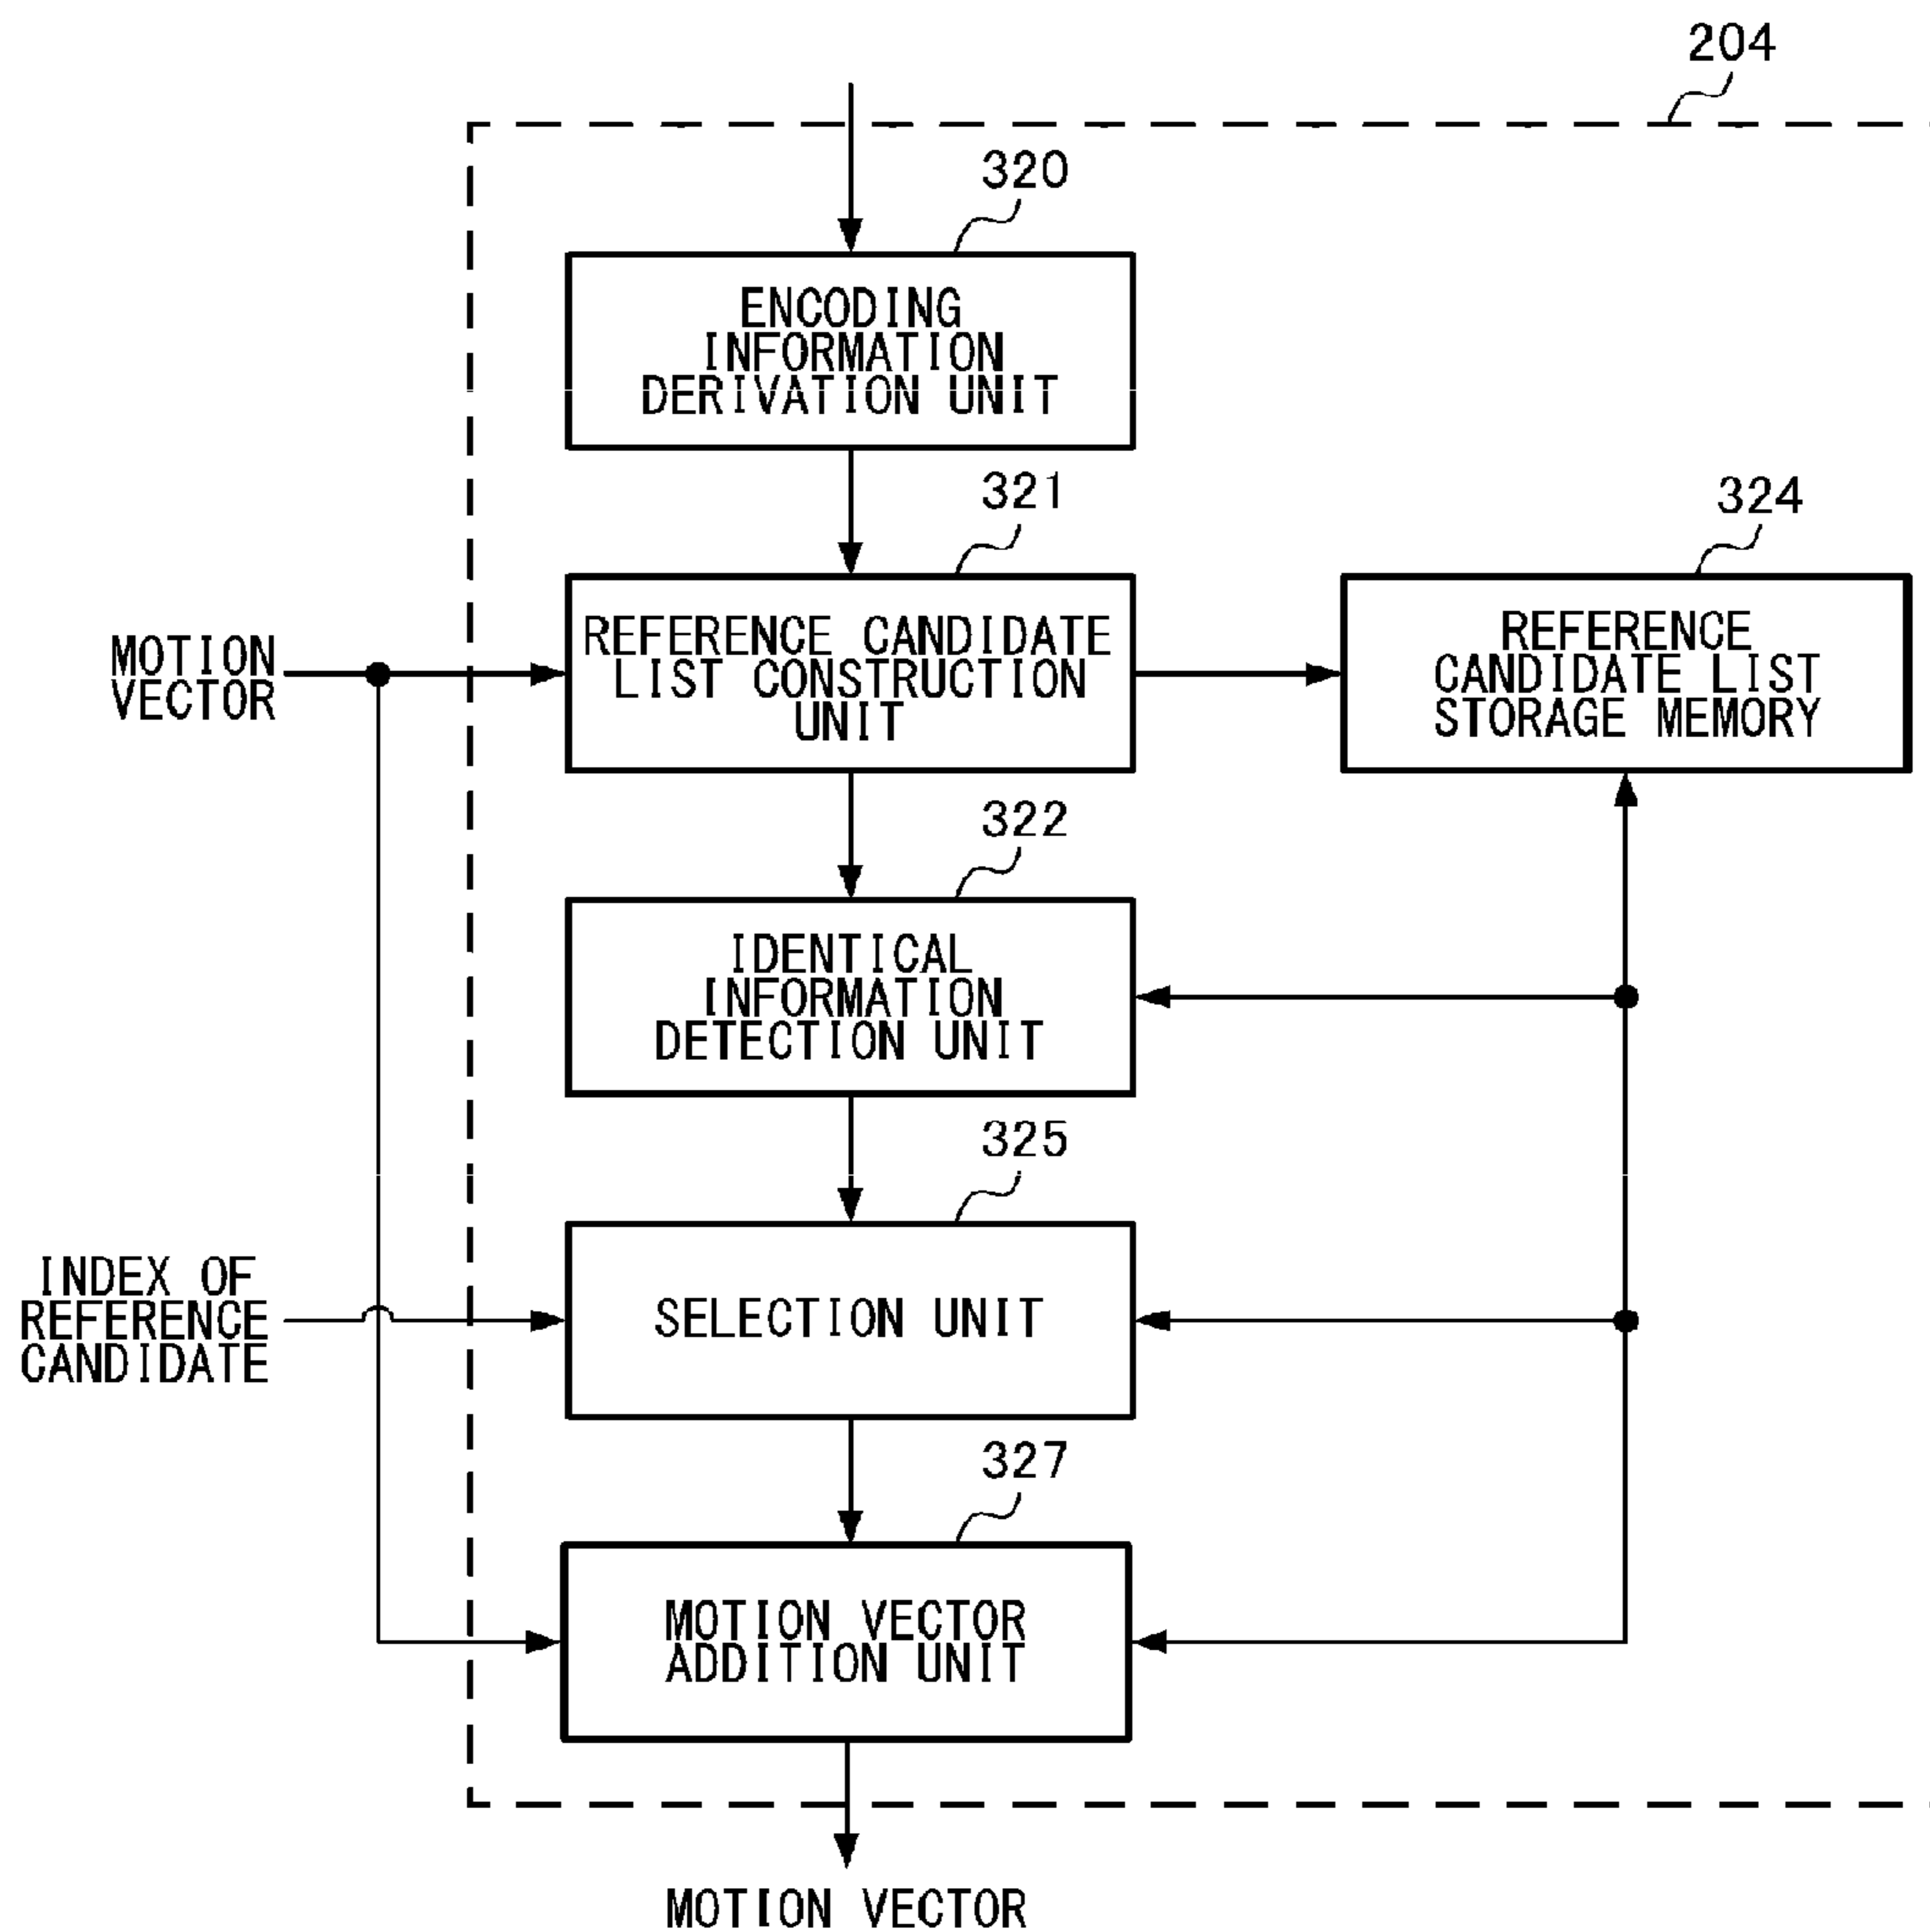 204
320
ENCODING
INFORMATION
DERIVATION UNIT
321
324
MOTION
VECTOR
REFERENCE CANDIDATE
LIST CONSTRUCTION
UNIT
REFERENCE
CANDIDATE LIST
STORAGE MEMORY
322
IDENTICAL
INFORMATION
DETECTION UNIT
325
INDEX OF
REFERENCE
CANDIDATE
SELECTION UNIT
327
MOTION VECTOR
ADDITION UNIT
MOTION VECTOR